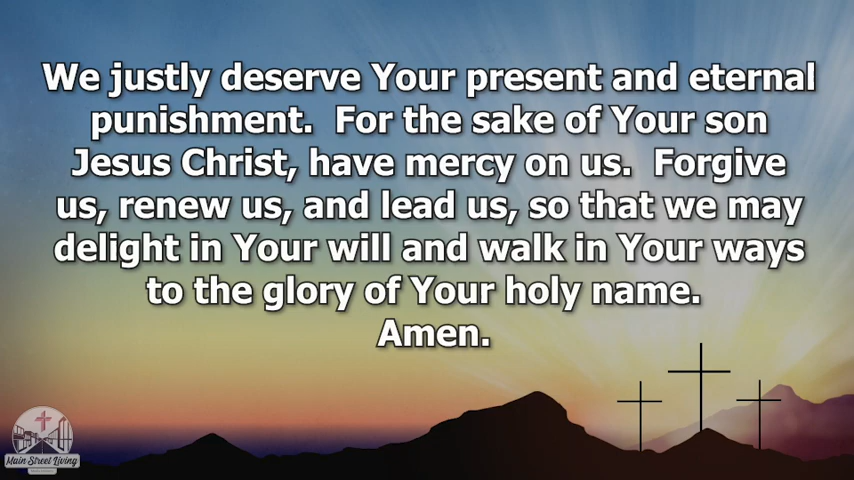 We justly deserve Your present and eternal
punishment.  For the sake of Your son
Jesus Christ, have mercy on us.  Forgive
us, renew us, and lead us, so that we may
delight in Your will and walk in Your ways
to the glory of Your holy name.
Amen.
Main Street Living